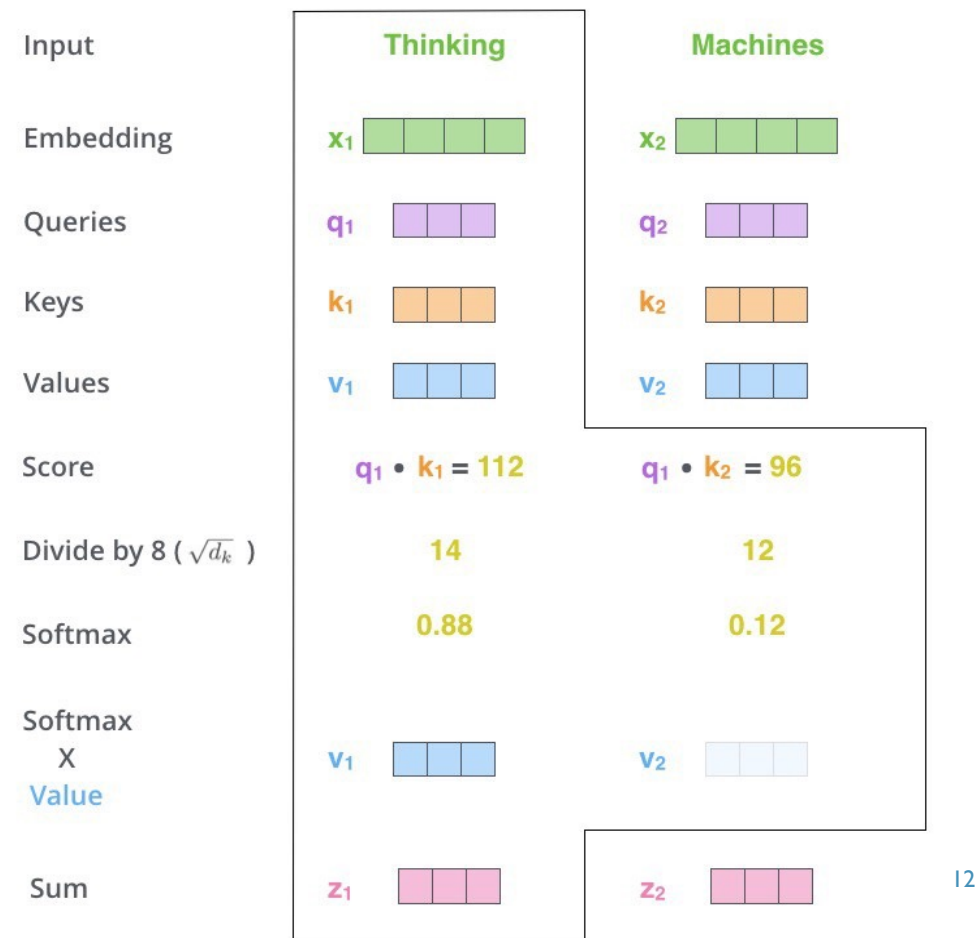 Input Thinking Machines
Embedding x₁ x₂
Queries q₁ q₂
Keys k₁ k₂
Values v₁ v₂
Score q₁ • k₁ = 112 q₁ • k₂ = 96
Divide by 8 ( √dₖ ) 14 12
Softmax 0.88 0.12
Softmax
X v₁ v₂
Value
Sum z₁ z₂ 12